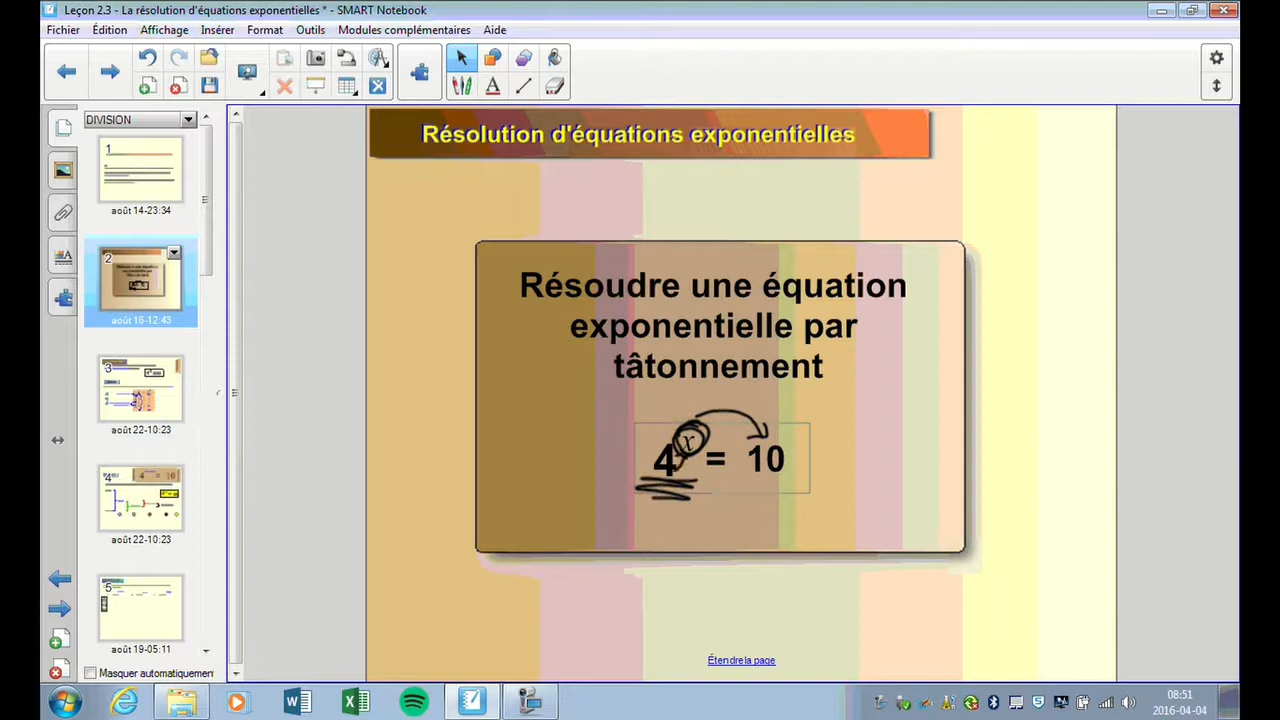 Leçon 2.3 - La résolution d'équations exponentielles * - SMART Notebook
Fichier Édition Affichage Insérer Format Outils Modules complémentaires Aide
DIVISION
1
août 14-23:34
2
août 16-12:43
3
août 22-10:23
4
août 22-10:23
5
août 19-05:11
Masquer automatiquement
Résolution d'équations exponentielles
Résoudre une équation
exponentielle par
tâtonnement
4^x = 10
Étendre la page
08:51
2016-04-04